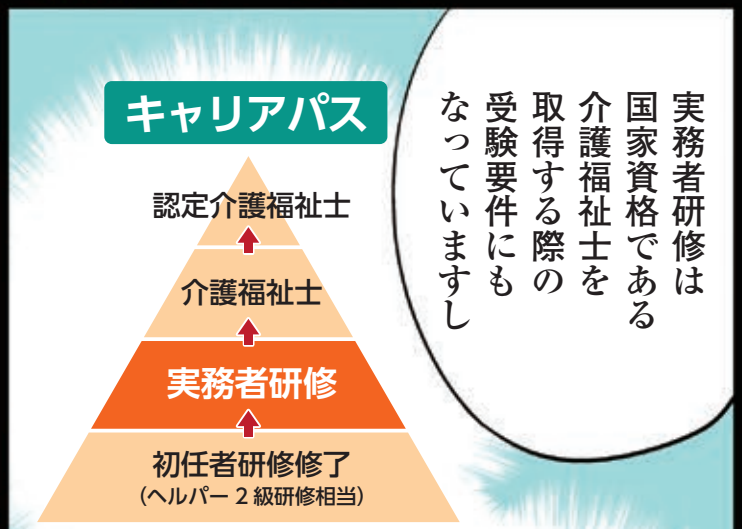 実務者研修は
国家資格である
介護福祉士を
取得する際の
受験要件にも
なっていますし
キャリアパス
認定介護福祉士
介護福祉士
実務者研修
初任者研修修了
(ヘルパー2級研修相当)